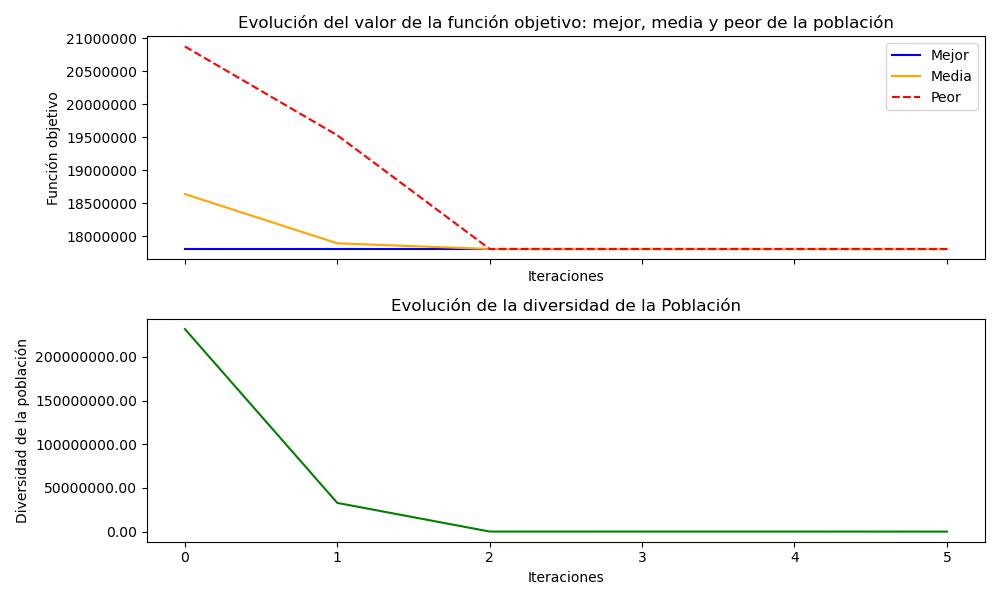 Evolución del valor de la función objetivo: mejor, media y peor de la población
21000000
20500000
20000000
19500000
19000000
18500000
18000000
Función objetivo
Mejor
Media
Peor
Iteraciones
Evolución de la diversidad de la Población
200000000.00
150000000.00
100000000.00
50000000.00
0.00
Diversidad de la población
0 1 2 3 4 5
Iteraciones